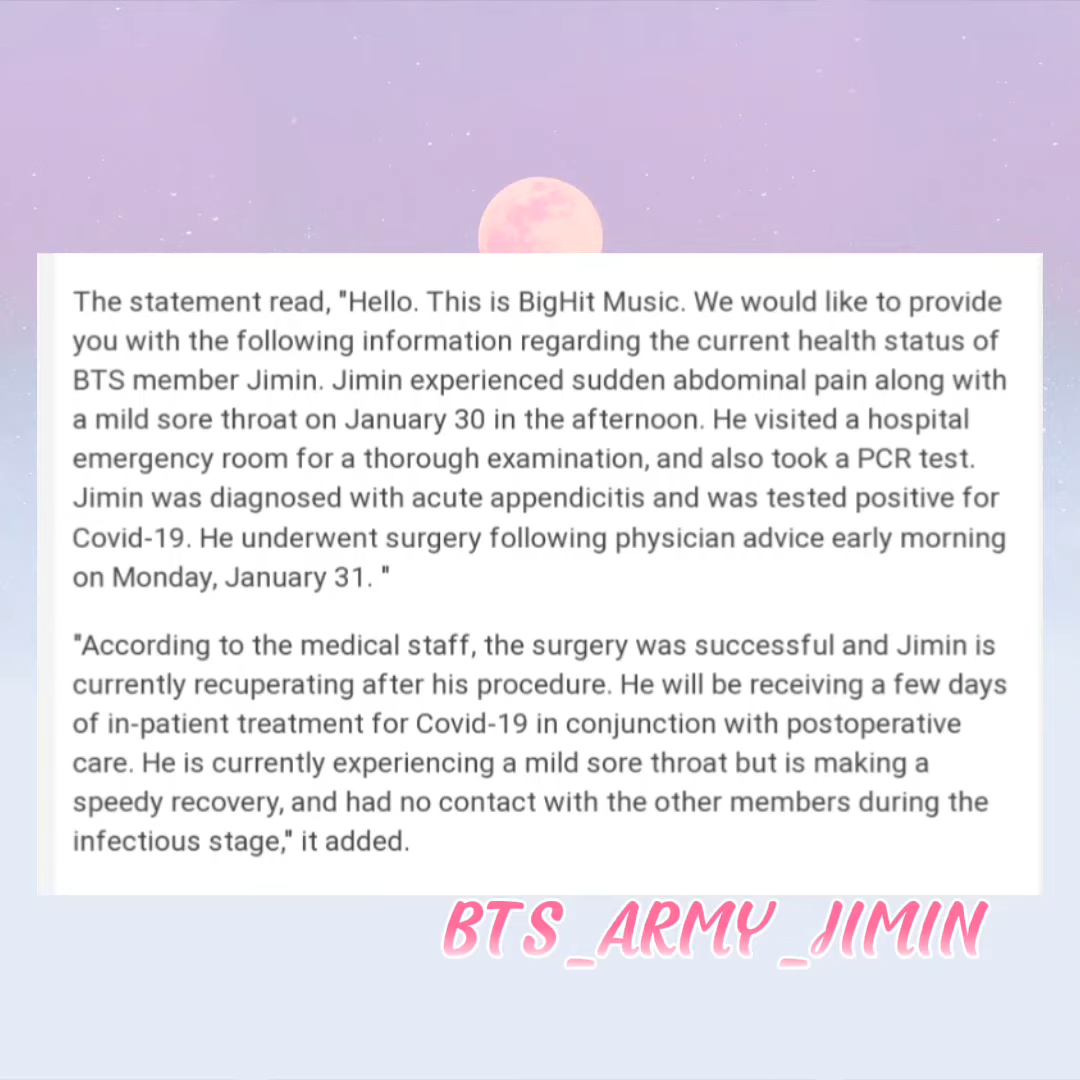 The statement read, "Hello. This is BigHit Music. We would like to provide
you with the following information regarding the current health status of
BTS member Jimin. Jimin experienced sudden abdominal pain along with
a mild sore throat on January 30 in the afternoon. He visited a hospital
emergency room for a thorough examination, and also took a PCR test.
Jimin was diagnosed with acute appendicitis and was tested positive for
Covid-19. He underwent surgery following physician advice early morning
on Monday, January 31. "
"According to the medical staff, the surgery was successful and Jimin is
currently recuperating after his procedure. He will be receiving a few days
of in-patient treatment for Covid-19 in conjunction with postoperative
care. He is currently experiencing a mild sore throat but is making a
speedy recovery, and had no contact with the other members during the
infectious stage," it added.
BTS_ARMY_JIMIN